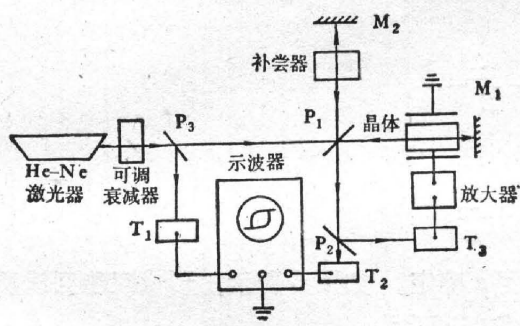 M₂
补尝器
M₁
P₁
晶体
P₃
示波器
He-Ne
激光器
可调
衰减器
放大器
T₁
P₂
T₂
T.₃